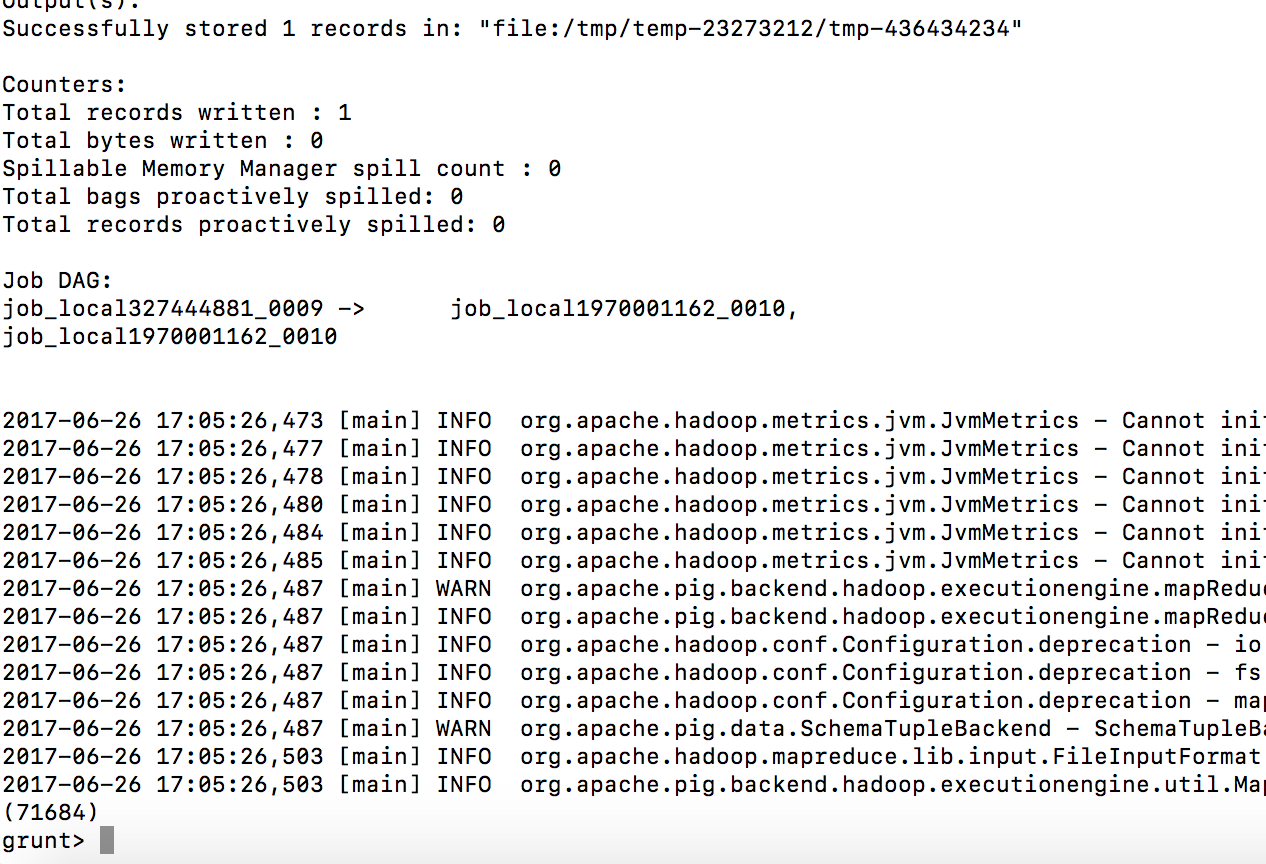 Output(s):
Successfully stored 1 records in: "file:/tmp/temp-23273212/tmp-436434234"
Counters:
Total records written : 1
Total bytes written : 0
Spillable Memory Manager spill count : 0
Total bags proactively spilled: 0
Total records proactively spilled: 0
Job DAG:
job_local327444881_0009 -> job_local1970001162_0010,
job_local1970001162_0010
2017-06-26 17:05:26,473 [main] INFO org.apache.hadoop.metrics.jvm.JvmMetrics - Cannot init
2017-06-26 17:05:26,477 [main] INFO org.apache.hadoop.metrics.jvm.JvmMetrics - Cannot init
2017-06-26 17:05:26,478 [main] INFO org.apache.hadoop.metrics.jvm.JvmMetrics - Cannot init
2017-06-26 17:05:26,480 [main] INFO org.apache.hadoop.metrics.jvm.JvmMetrics - Cannot init
2017-06-26 17:05:26,484 [main] INFO org.apache.hadoop.metrics.jvm.JvmMetrics - Cannot init
2017-06-26 17:05:26,485 [main] INFO org.apache.hadoop.metrics.jvm.JvmMetrics - Cannot init
2017-06-26 17:05:26,487 [main] WARN org.apache.pig.backend.hadoop.executionengine.mapReduc
2017-06-26 17:05:26,487 [main] INFO org.apache.pig.backend.hadoop.executionengine.mapReduc
2017-06-26 17:05:26,487 [main] INFO org.apache.hadoop.conf.Configuration.deprecation - io
2017-06-26 17:05:26,487 [main] INFO org.apache.hadoop.conf.Configuration.deprecation - fs
2017-06-26 17:05:26,487 [main] INFO org.apache.hadoop.conf.Configuration.deprecation - map
2017-06-26 17:05:26,487 [main] WARN org.apache.pig.data.SchemaTupleBackend - SchemaTupleBa
2017-06-26 17:05:26,503 [main] INFO org.apache.hadoop.mapreduce.lib.input.FileInputFormat
2017-06-26 17:05:26,503 [main] INFO org.apache.pig.backend.hadoop.executionengine.util.Map
(71684)
grunt>